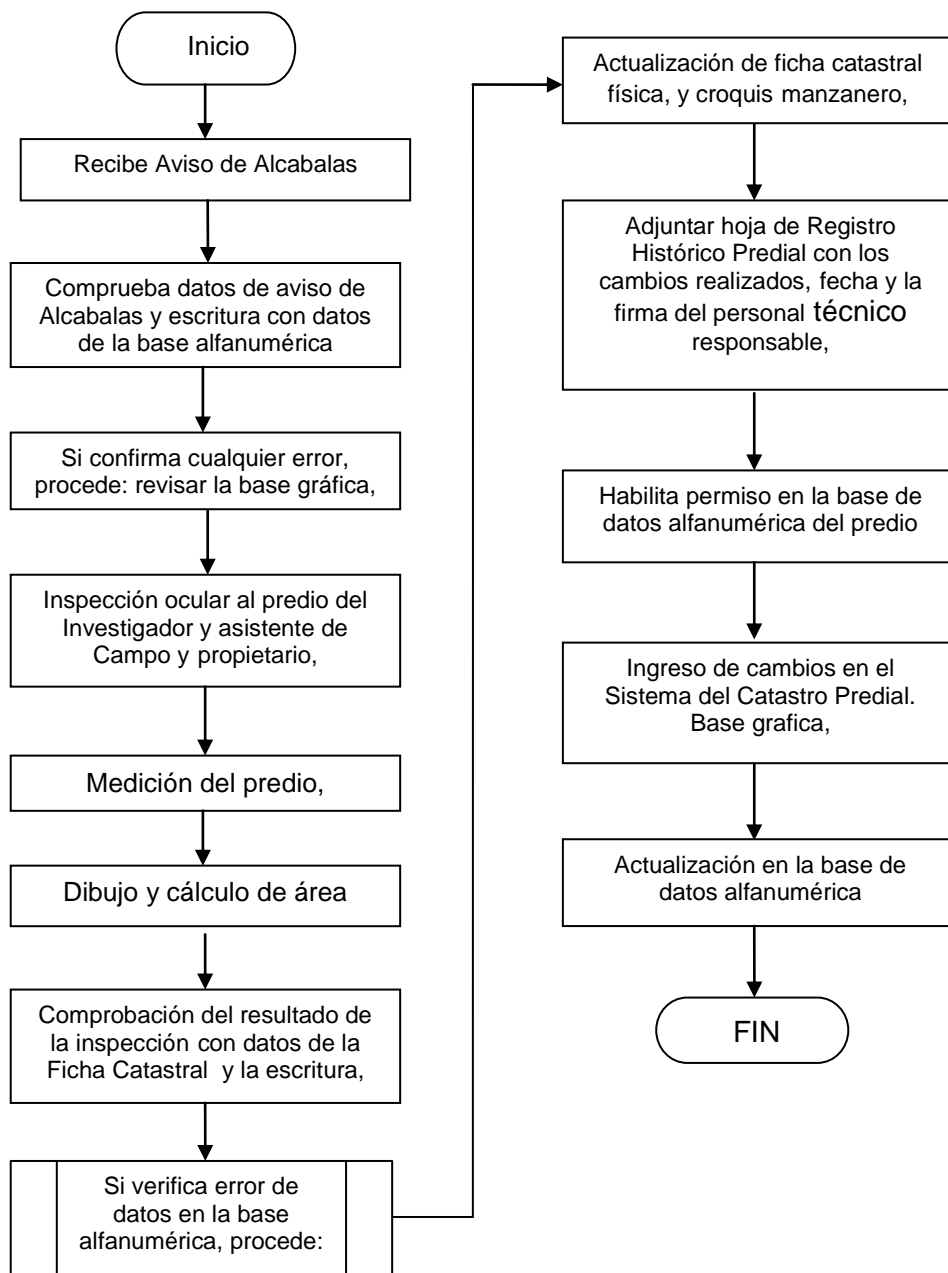 Inicio
Recibe Aviso de Alcabalas
Comprueba datos de aviso de
Alcabalas y escritura con datos
de la base alfanumérica
Si confirma cualquier error,
procede: revisar la base gráfica,
Inspección ocular al predio del
Investigador y asistente de
Campo y propietario,
Medición del predio,
Dibujo y cálculo de área
Comprobación del resultado de
la inspección con datos de la
Ficha Catastral y la escritura,
Si verifica error de
datos en la base
alfanumérica, procede:
Actualización de ficha catastral
física, y croquis manzanero,
Adjuntar hoja de Registro
Histórico Predial con los
cambios realizados, fecha y la
firma del personal técnico
responsable,
Habilita permiso en la base de
datos alfanumérica del predio
Ingreso de cambios en el
Sistema del Catastro Predial.
Base grafica,
Actualización en la base de
datos alfanumérica
FIN